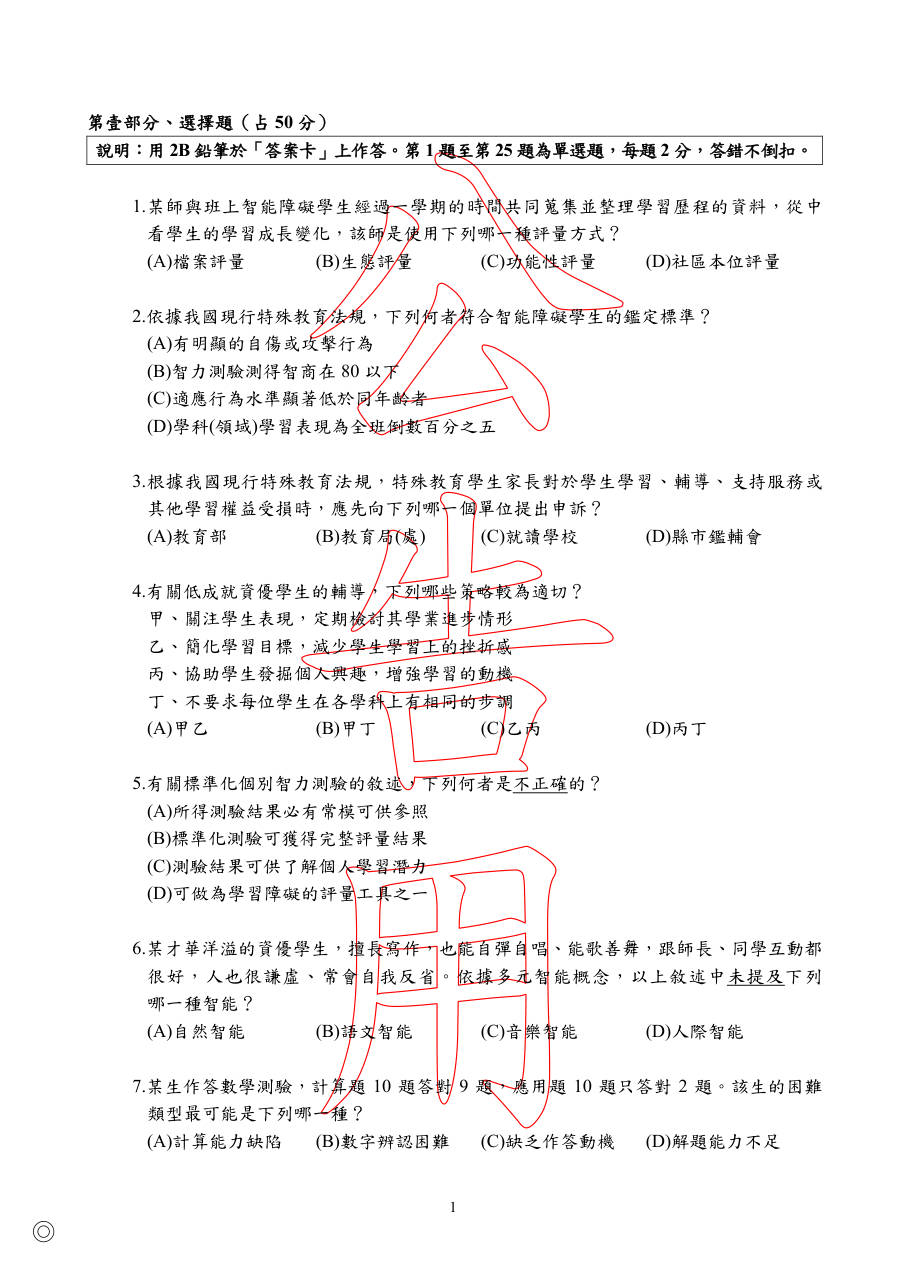 第壹部分、選擇題（占 50 分）
說明：用 2B 鉛筆於「答案卡」上作答。第 1 題至第 25 題為單選題，每題 2 分，答錯不倒扣。
1.某師與班上智能障礙學生經過一學期的時間共同蒐集並整理學習歷程的資料，從中
看學生的學習成長變化，該師是使用下列哪一種評量方式？
(A)檔案評量 (B)生態評量 (C)功能性評量 (D)社區本位評量
2.依據我國現行特殊教育法規，下列何者符合智能障礙學生的鑑定標準？
(A)有明顯的自傷或攻擊行為
(B)智力測驗測得智商在 80 以下
(C)適應行為水準顯著低於同年齡者
(D)學科(領域)學習表現為全班倒數百分之五
3.根據我國現行特殊教育法規，特殊教育學生家長對於學生學習、輔導、支持服務或
其他學習權益受損時，應先向下列哪一個單位提出申訴？
(A)教育部 (B)教育局(處) (C)就讀學校 (D)縣市鑑輔會
4.有關低成就資優學生的輔導，下列哪些策略較為適切？
甲、關注學生表現，定期檢討其學業進步情形
乙、簡化學習目標，減少學生學習上的挫折感
丙、協助學生發掘個人興趣，增強學習的動機
丁、不要求每位學生在各學科上有相同的步調
(A)甲乙 (B)甲丁 (C)乙丙 (D)丙丁
5.有關標準化個別智力測驗的敘述，下列何者是不正確的？
(A)所得測驗結果必有常模可供參照
(B)標準化測驗可獲得完整評量結果
(C)測驗結果可供了解個人學習潛力
(D)可做為學習障礙的評量工具之一
6.某才華洋溢的資優學生，擅長寫作，也能自彈自唱、能歌善舞，跟師長、同學互動都
很好，人也很謙虛、常會自我反省。依據多元智能概念，以上敘述中未提及下列
哪一種智能？
(A)自然智能 (B)語文智能 (C)音樂智能 (D)人際智能
7.某生作答數學測驗，計算題 10 題答對 9 題，應用題 10 題只答對 2 題。該生的困難
類型最可能是下列哪一種？
(A)計算能力缺陷 (B)數字辨認困難 (C)缺乏作答動機 (D)解題能力不足
1
公告用